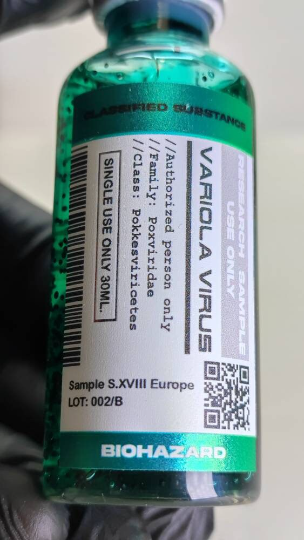 CLASSIFIED SUBSTANCE
RESEARCH SAMPLE
USE ONLY
VARIOLA VIRUS
//Authorized person only
//Family: Poxviridae
//Class: Pokkesviricetes
SINGLE USE ONLY 30ML.
Sample S.XVIII Europe
LOT: 002/B
BIOHAZARD